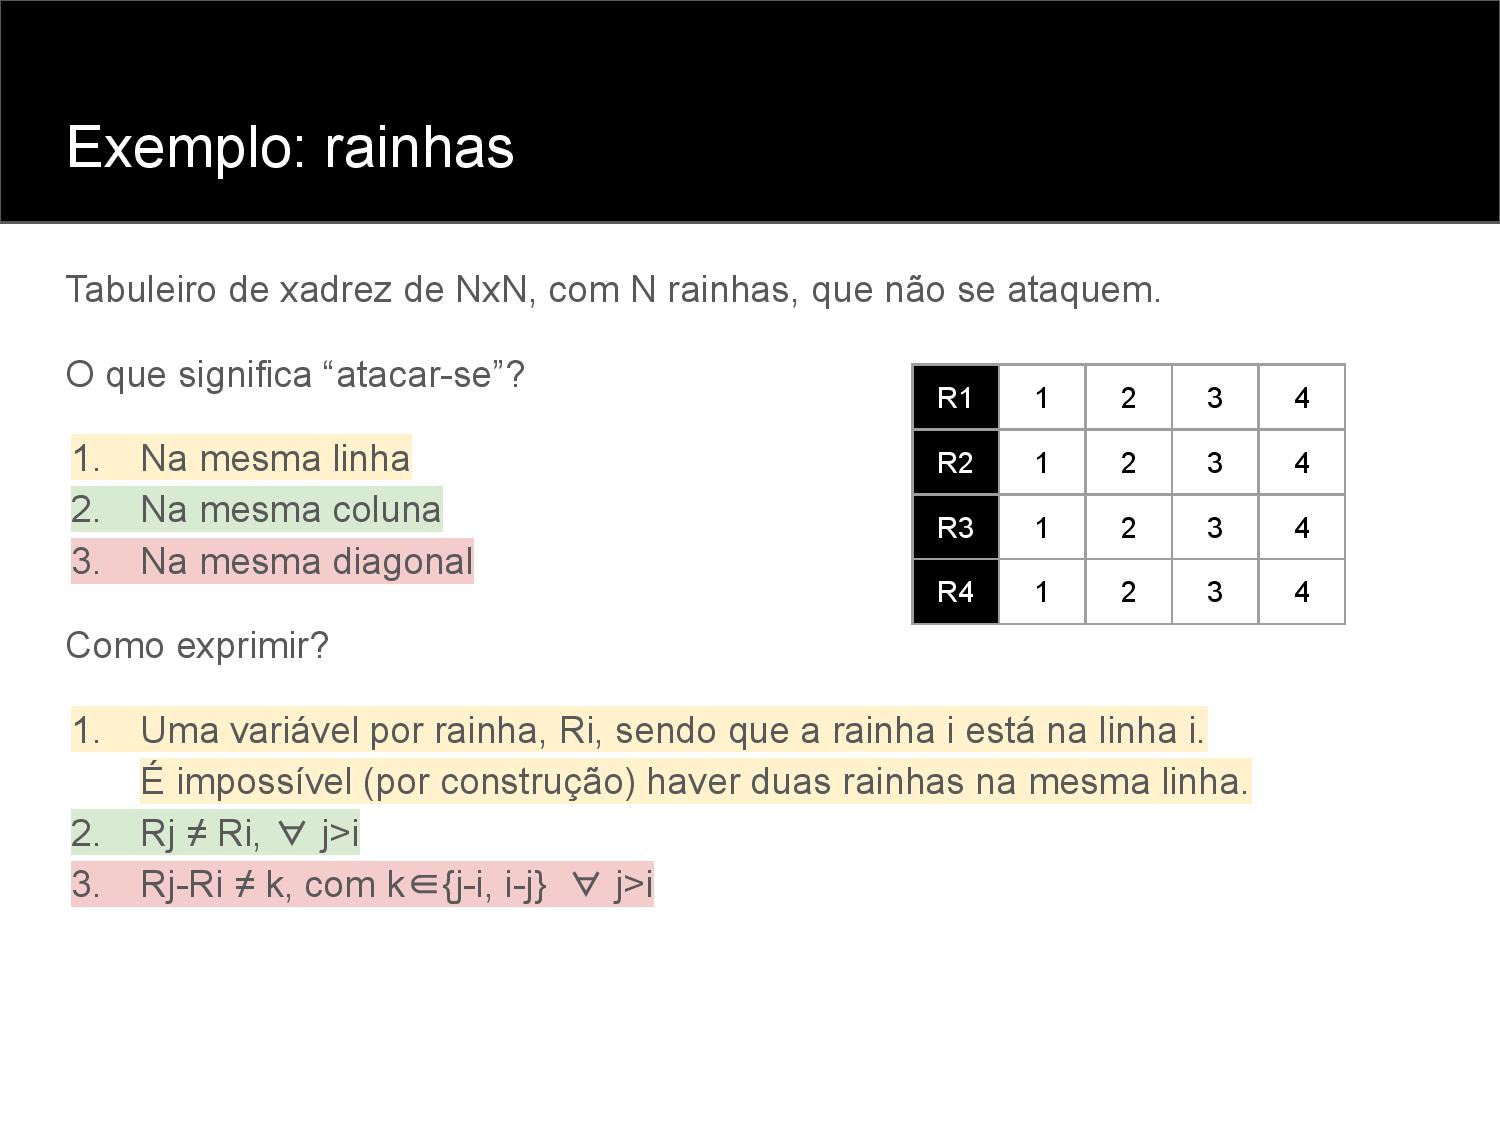 Exemplo: rainhas
Tabuleiro de xadrez de NxN, com N rainhas, que não se ataquem.
O que significa “atacar-se”?
1. Na mesma linha
2. Na mesma coluna
3. Na mesma diagonal
R1 1 2 3 4
R2 1 2 3 4
R3 1 2 3 4
R4 1 2 3 4
Como exprimir?
1. Uma variável por rainha, Ri, sendo que a rainha i está na linha i.
É impossível (por construção) haver duas rainhas na mesma linha.
2. Rj ≠ Ri, ∀ j>i
3. Rj-Ri ≠ k, com k∈{j-i, i-j} ∀ j>i